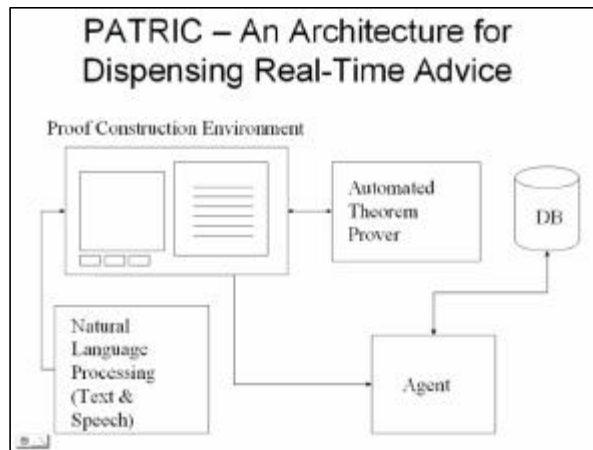 PATRIC – An Architecture for
Dispensing Real-Time Advice
Proof Construction Environment
Automated
Theorem
Prover
DB
Natural
Language
Processing
(Text &
Speech)
Agent